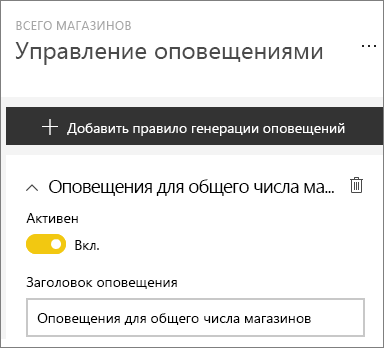 ВСЕГО МАГАЗИНОВ
Управление оповещениями
Добавить правило генерации оповещений
Оповещения для общего числа ма...
Активен
Вкл.
Заголовок оповещения
Оповещения для общего числа магазинов